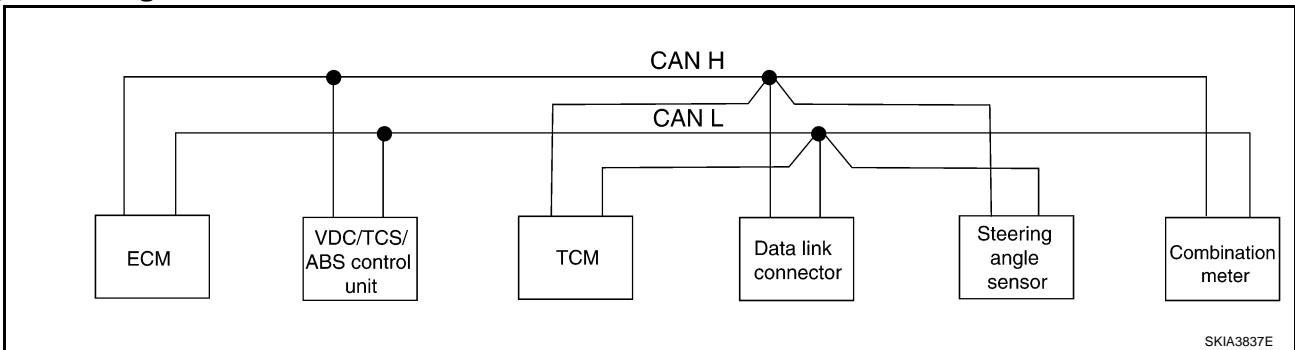 CAN H
CAN L
ECM
VDC/TCS/
ABS control
unit
TCM
Data link
connector
Steering
angle
sensor
Combination
meter
SKIA3837E